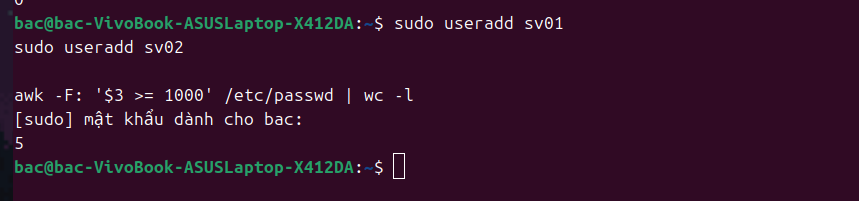 bac@bac-VivoBook-ASUSLaptop-X412DA:~$ sudo useradd sv01
sudo useradd sv02
awk -F: '$3 >= 1000' /etc/passwd | wc -l
[sudo] mật khẩu dành cho bac:
5
bac@bac-VivoBook-ASUSLaptop-X412DA:~$